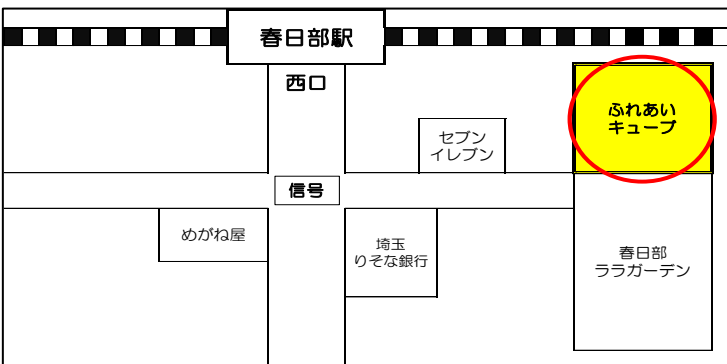 春日部駅
西口
ふれあい
キューブ
セブン
イレブン
信号
めがね屋
埼玉
りそな銀行
春日部
ララガーデン